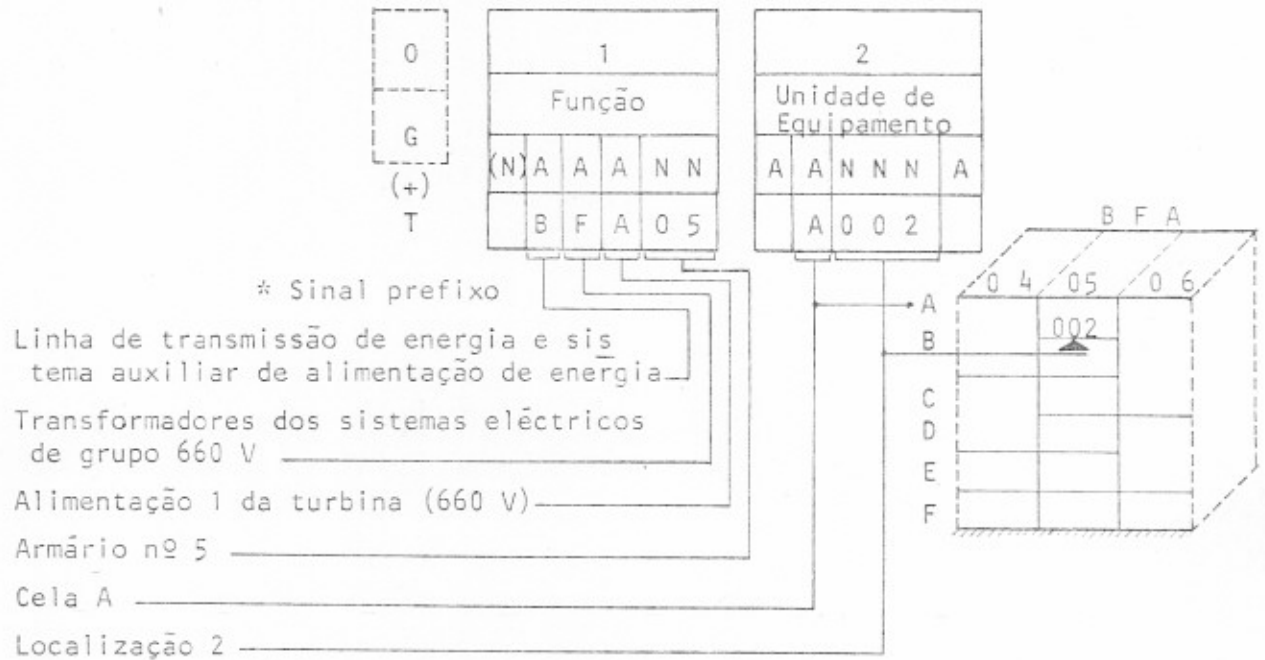 0 1 2
Função Unidade de
Equipamento
G
(N) A A A N N A A N N N A
(+)
T B F A 0 5 A 0 0 2
B F A
* Sinal prefixo
0 4 05 0 6
A
002
B
Linha de transmissão de energia e sis
tema auxiliar de alimentação de energia
C
Transformadores dos sistemas eléctricos
D
de grupo 660 V
E
Alimentação 1 da turbina (660 V)
F
Armário nº 5
Cela A
Localização 2